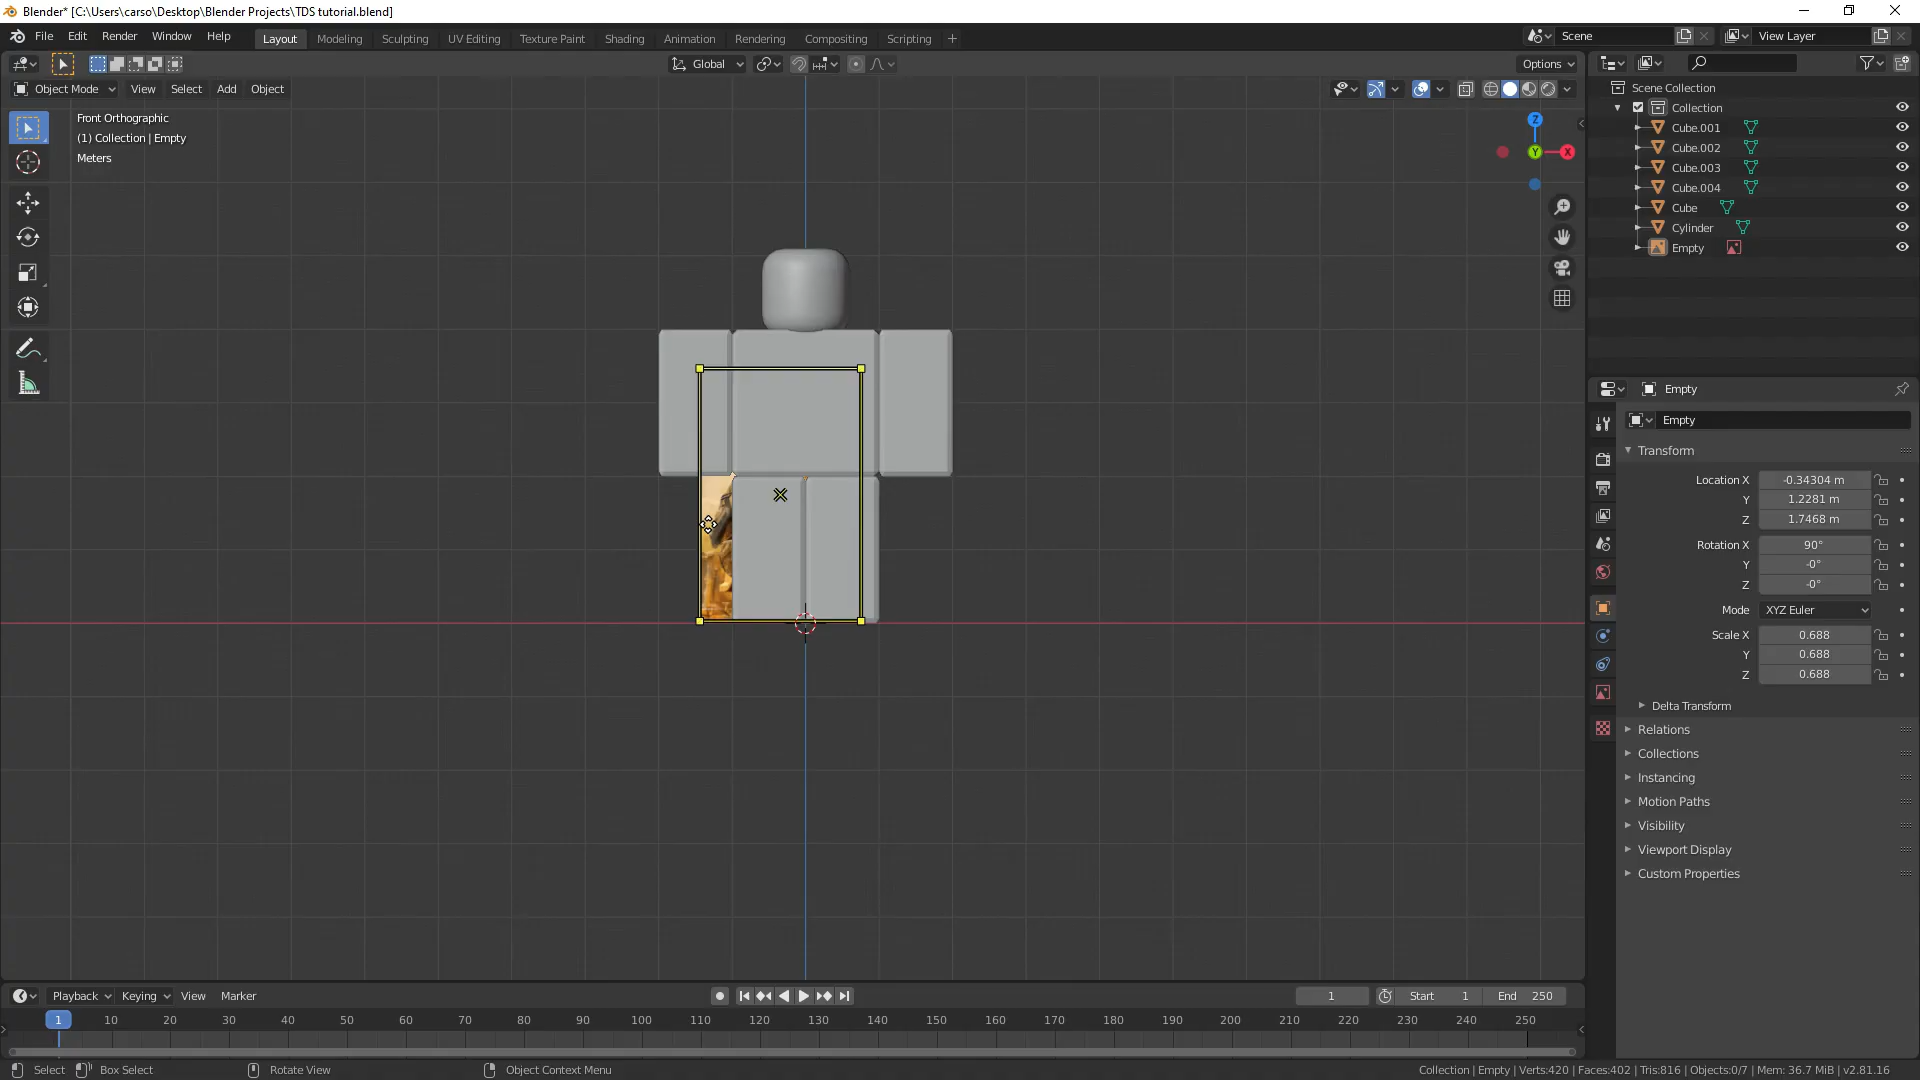 Blender* [C:\Users\carso\Desktop\Blender Projects\TDS tutorial.blend]
File Edit Render Window Help Layout Modeling Sculpting UV Editing Texture Paint Shading Animation Rendering Compositing Scripting + Scene View Layer
Global Options
Object Mode View Select Add Object
Front Orthographic
(1) Collection | Empty
Meters
Z
Y
X
Scene Collection
Collection
Cube.001
Cube.002
Cube.003
Cube.004
Cube
Cylinder
Empty
Empty
Empty
Transform
Location X -0.34304 m
Y 1.2281 m
Z 1.7468 m
Rotation X 90°
Y -0°
Z -0°
Mode XYZ Euler
Scale X 0.688
Y 0.688
Z 0.688
Delta Transform
Relations
Collections
Instancing
Motion Paths
Visibility
Viewport Display
Custom Properties
Playback Keying View Marker 1 Start 1 End 250
1 10 20 30 40 50 60 70 80 90 100 110 120 130 140 150 160 170 180 190 200 210 220 230 240 250
Select Box Select Rotate View Object Context Menu Collection | Empty | Verts:420 | Faces:402 | Tris:816 | Objects:0/7 | Mem: 36.7 MiB | v2.81.16